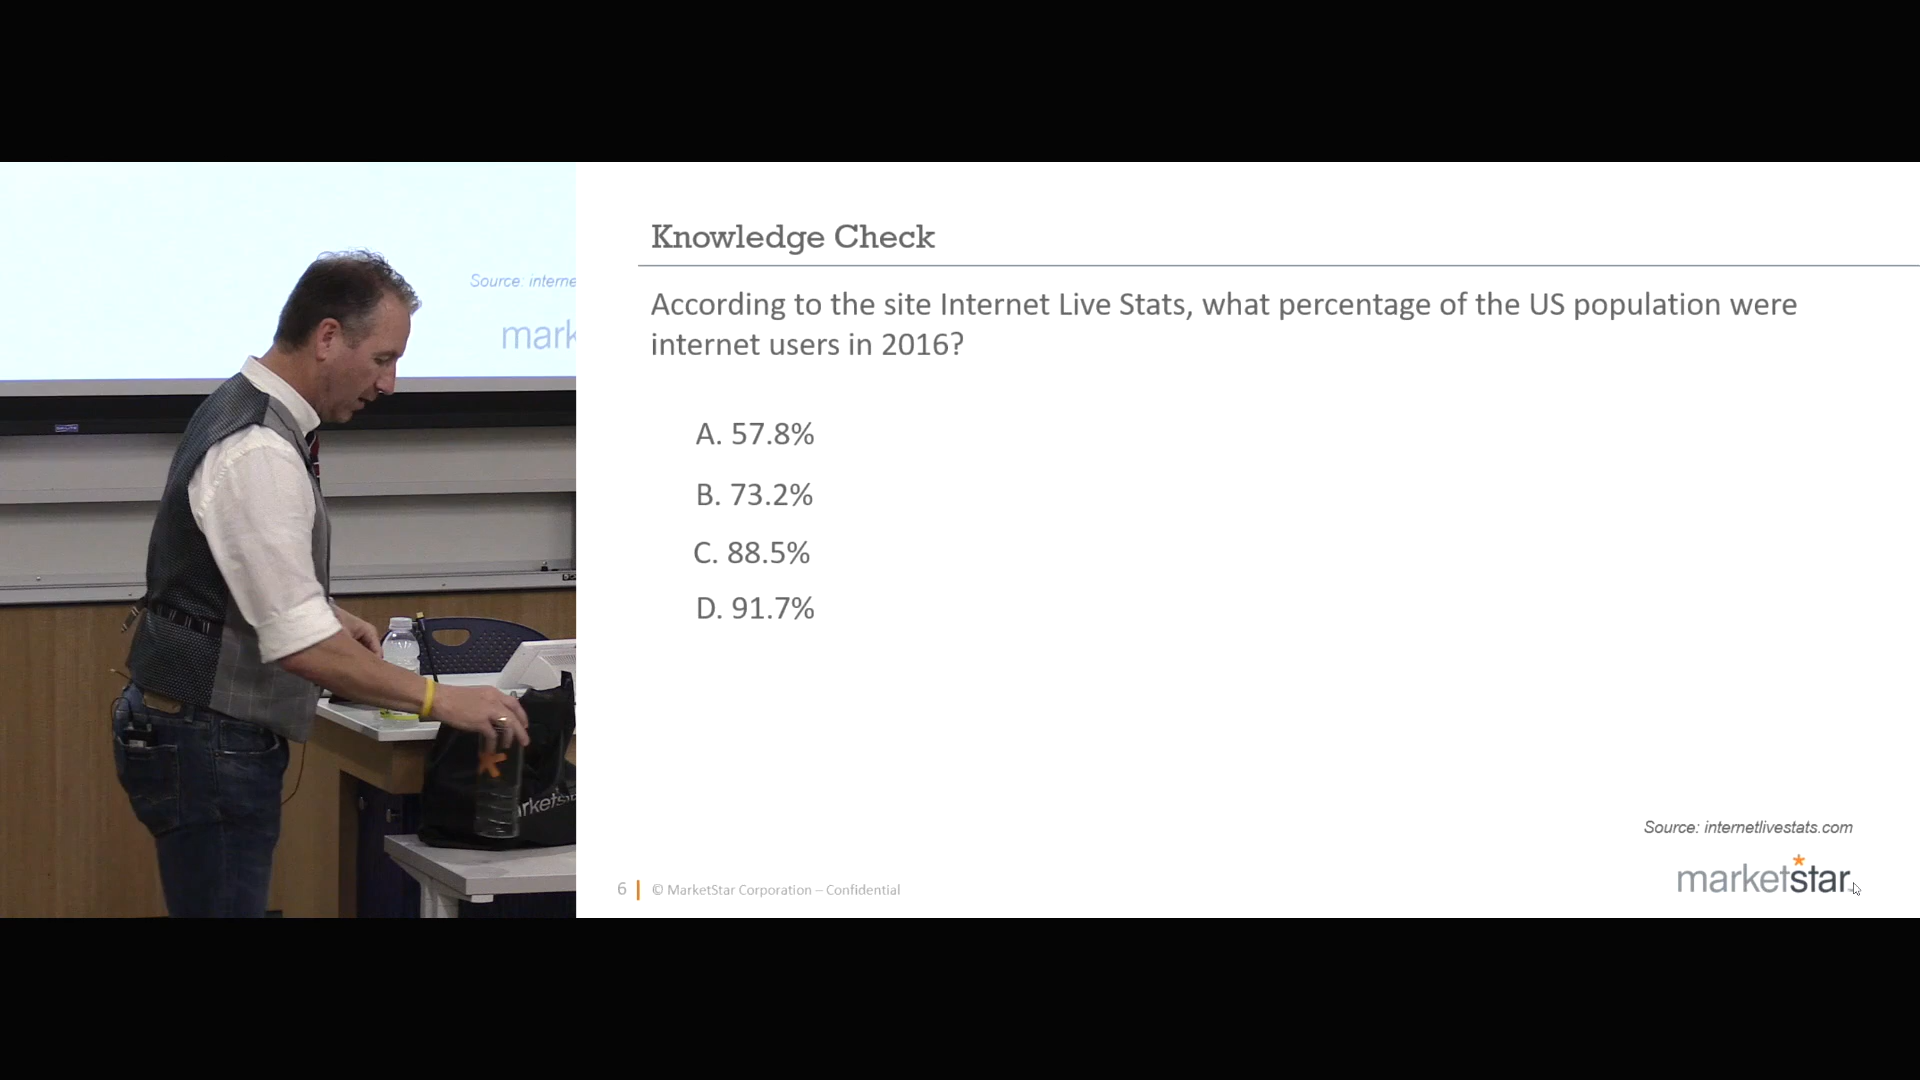 Source: interne
mark
Knowledge Check
According to the site Internet Live Stats, what percentage of the US population were
internet users in 2016?
A. 57.8%
B. 73.2%
C. 88.5%
D. 91.7%
Source: internetlivestats.com
marketstar
6 | © MarketStar Corporation – Confidential